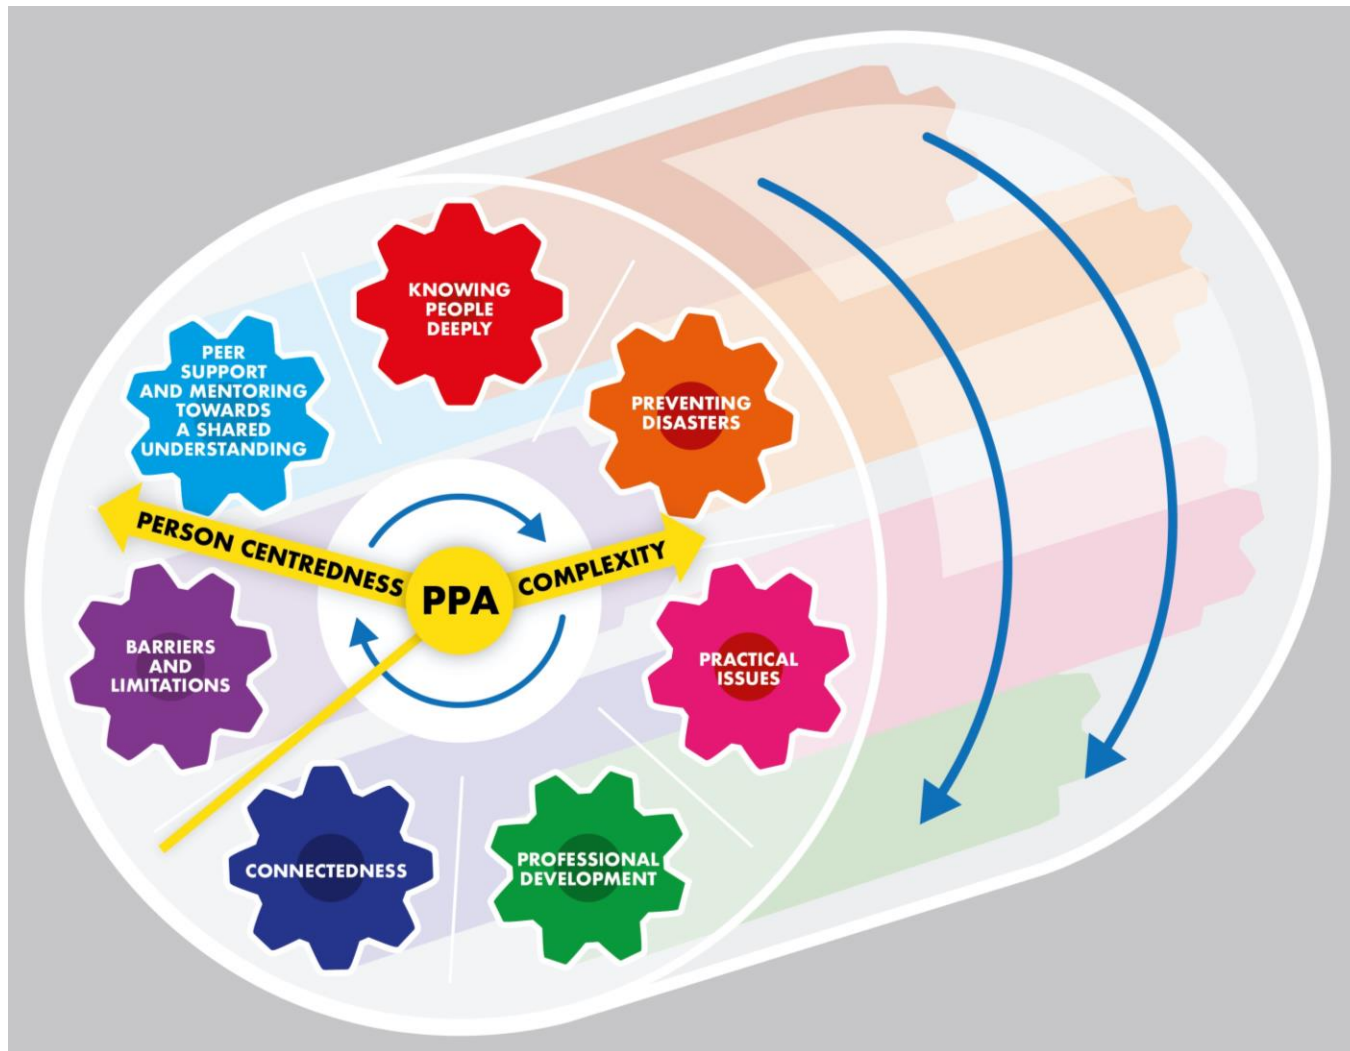 KNOWING
PEOPLE
DEEPLY
PREVENTING
DISASTERS
PRACTICAL
ISSUES
PROFESSIONAL
DEVELOPMENT
CONNECTEDNESS
BARRIERS
AND
LIMITATIONS
PEER
SUPPORT
AND MENTORING
TOWARDS
A SHARED
UNDERSTANDING
PERSON CENTREDNESS
PPA
COMPLEXITY